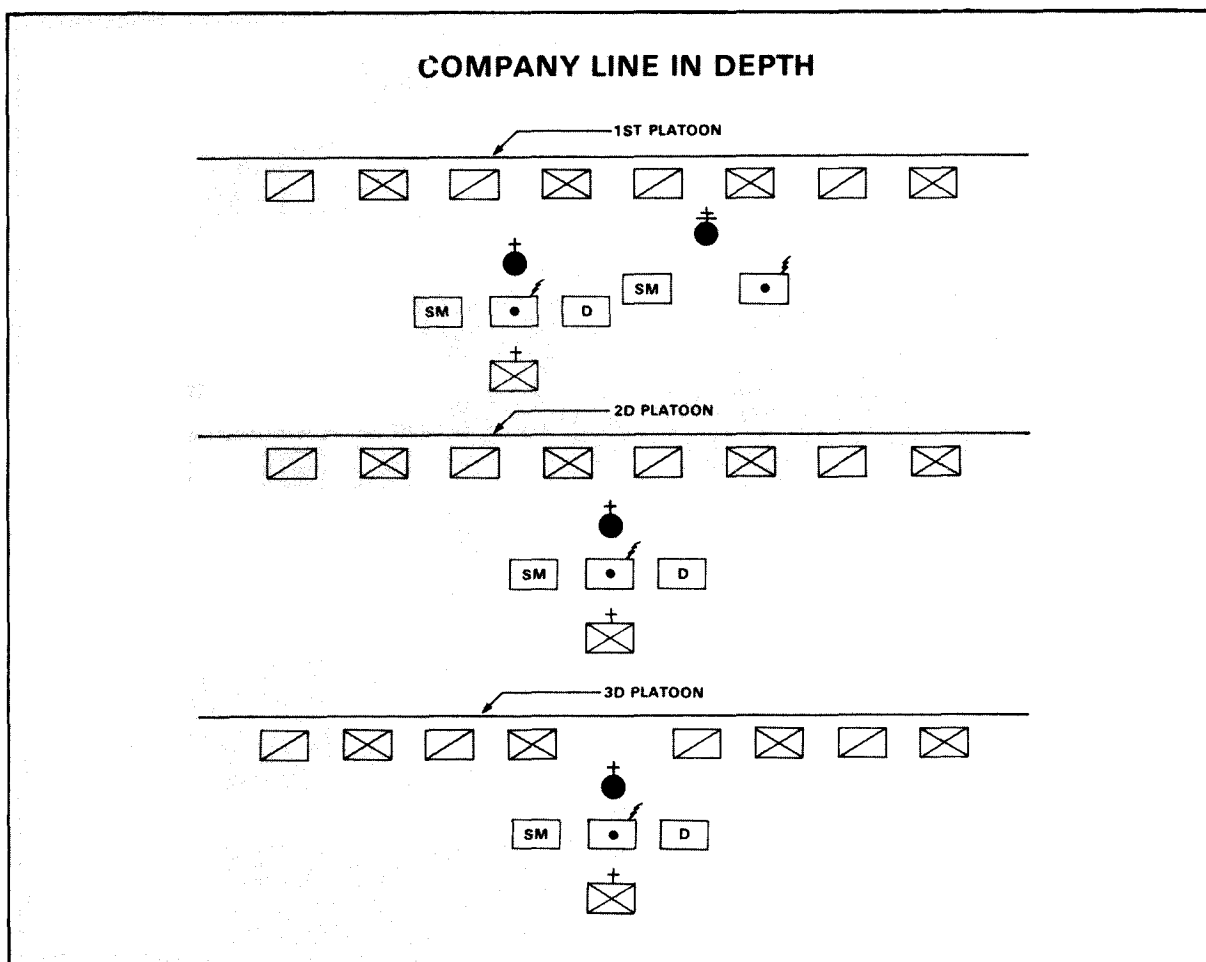 COMPANY LINE IN DEPTH
1ST PLATOON
SM
SM D
2D PLATOON
SM D
3D PLATOON
SM D